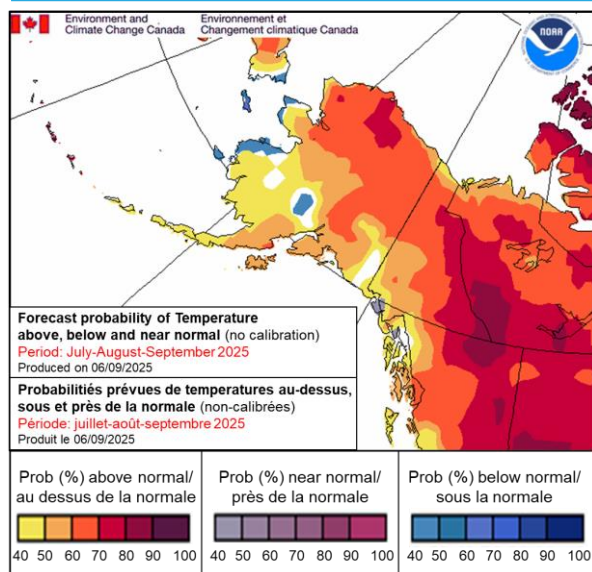 Environment and
Climate Change Canada
Environnement et
Changement climatique Canada
NOAA
Forecast probability of Temperature
above, below and near normal (no calibration)
Period: July-August-September 2025
Produced on 06/09/2025
Probabilitiés prévues de temperatures au-dessus,
sous et près de la normale (non-calibrées)
Période: juillet-août-septembre 2025
Produit le 06/09/2025
Prob (%) above normal/
au dessus de la normale
40 50 60 70 80 90 100
Prob (%) near normal/
près de la normale
40 50 60 70 80 90 100
Prob (%) below normal/
sous la normale
40 50 60 70 80 90 100